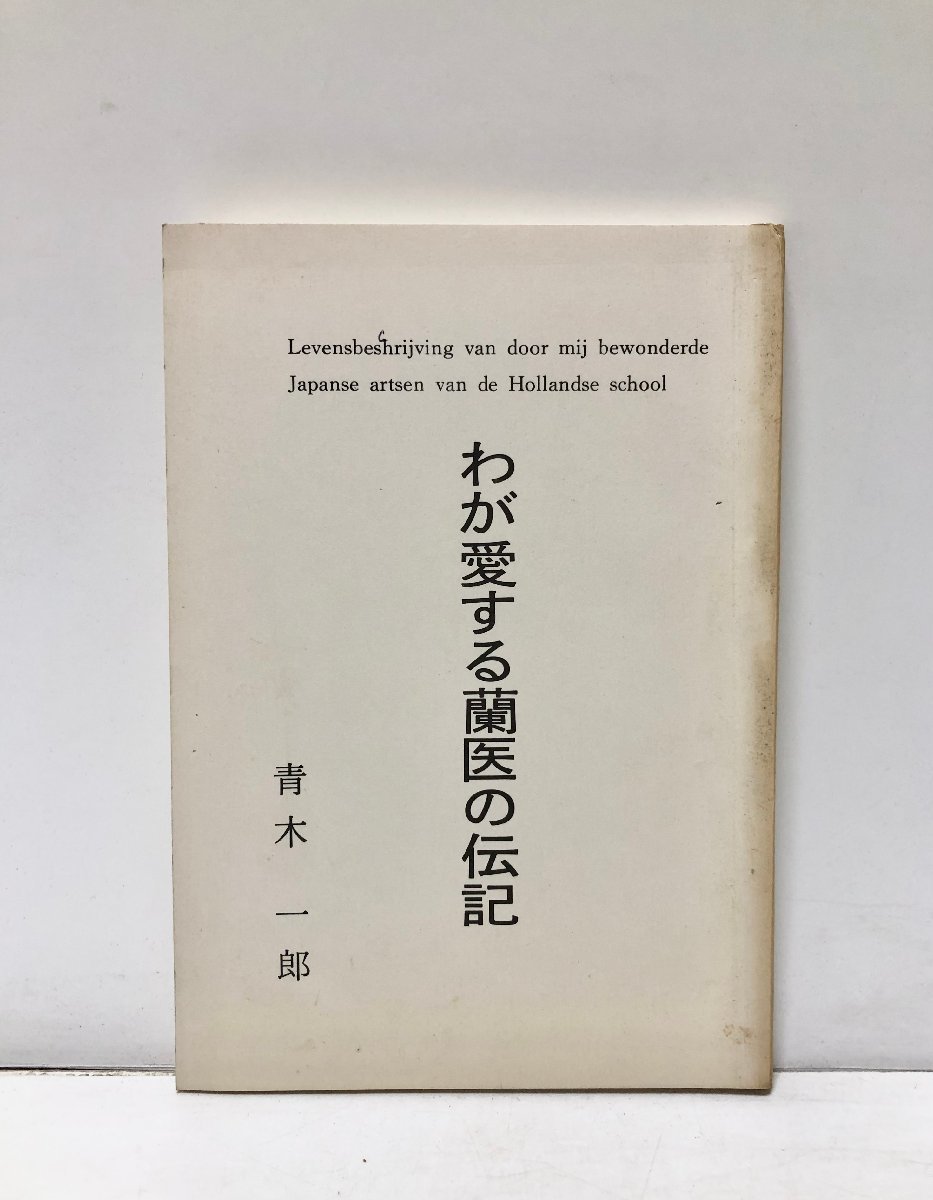 Levensbeschrijving van door mij bewonderde
Japanse artsen van de Hollandse school
わが愛する蘭医の伝記
青木一郎